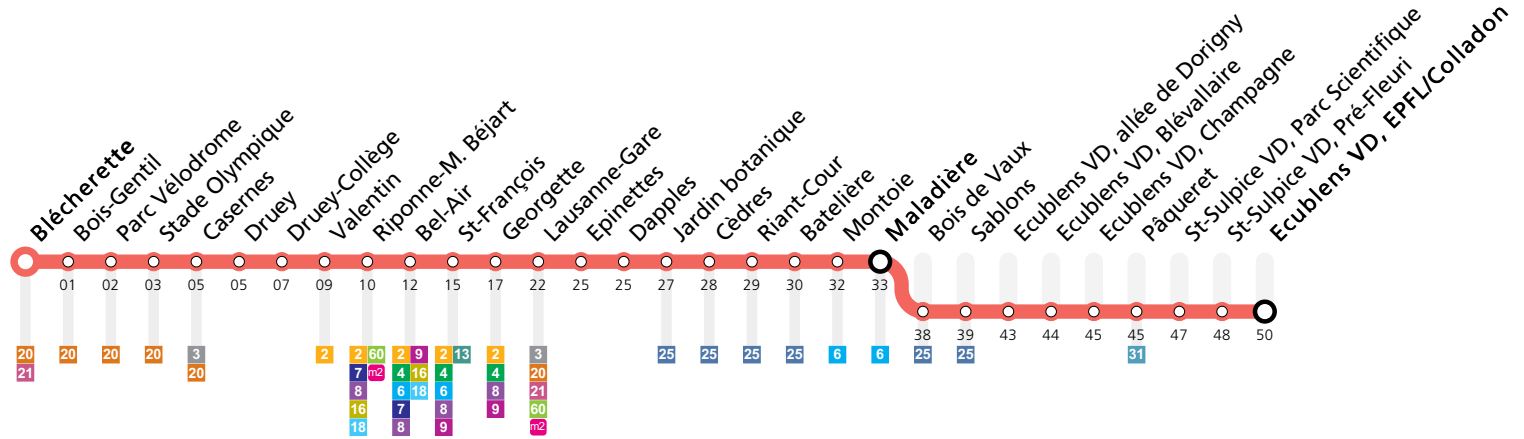 Blécherette
Bois-Gentil
Parc Vélodrome
Stade Olympique
Casernes
Druey
Druey-Collège
Valentin
Riponne-M. Béjart
Bel-Air
St-François
Georgette
Lausanne-Gare
Epinettes
Dapples
Jardin botanique
Cèdres
Riant-Cour
Batelière
Montoie
Maladière
Bois de Vaux
Sablons
Ecublens VD, allée de Dorigny
Ecublens VD, Blévallaire
Ecublens VD, Champagne
Pâqueret
St-Sulpice VD, Parc Scientifique
St-Sulpice VD, Pré-Fleuri
Ecublens VD, EPFL/Colladon
01 02 03 05 05 07 09 10 12 15 17 22 25 25 27 28 29 30 32 33
38 39 43 44 45 45 47 48 50
20 20 20 20 3 2 2 60 2 9 2 13 2 3 25 25 25 25 6 6 25 25 31
21 20 7 m2 4 16 4 4 20
8 6 18 6 8 21
16 7 8 9 60
18 8 9 m2